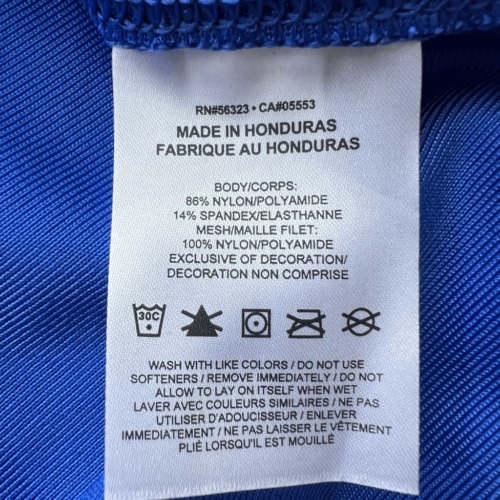 RN#56323 • CA#05553
MADE IN HONDURAS
FABRIQUE AU HONDURAS
BODY/CORPS:
86% NYLON/POLYAMIDE
14% SPANDEX/ELASTHANNE
MESH/MAILLE FILET:
100% NYLON/POLYAMIDE
EXCLUSIVE OF DECORATION/
DECORATION NON COMPRISE
30C
WASH WITH LIKE COLORS / DO NOT USE
SOFTENERS / REMOVE IMMEDIATELY / DO NOT
ALLOW TO LAY ON ITSELF WHEN WET
LAVER AVEC COULEURS SIMILAIRES / NE PAS
UTILISER D'ADOUCISSEUR / ENLEVER
IMMEDIATEMENT / NE PAS LAISSER LE VÊTEMENT
PLIÉ LORSQU'IL EST MOUILLÉ